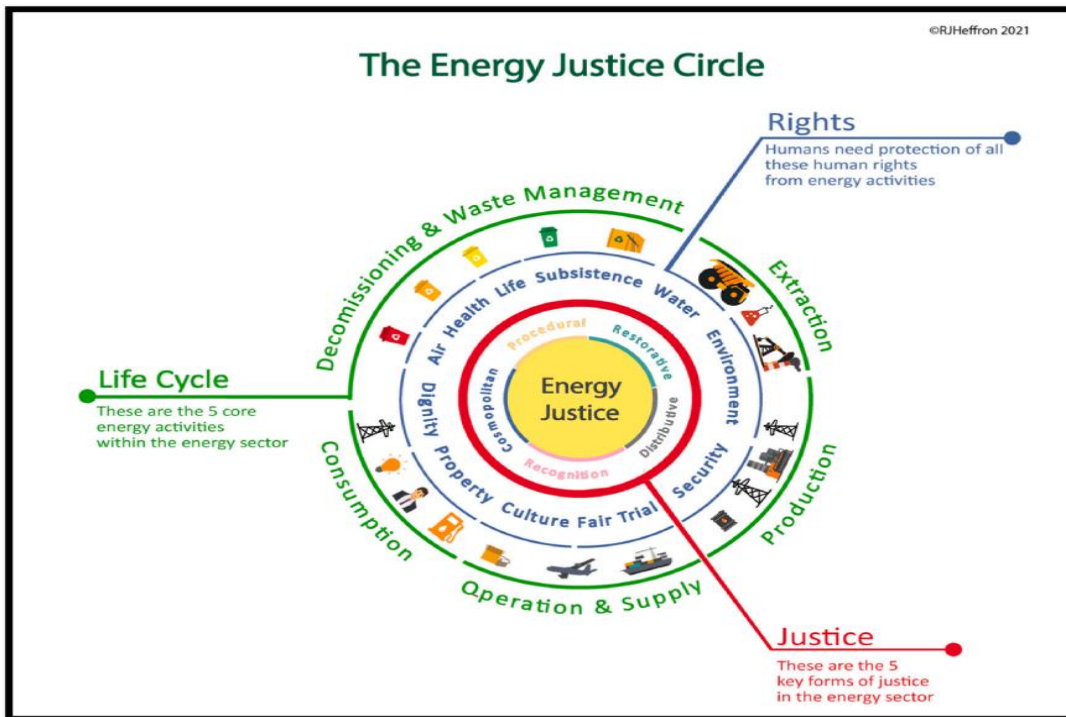 ©RJHeffron 2021
The Energy Justice Circle
Rights
Humans need protection of all
these human rights
from energy activities
Decomissioning & Waste Management
Extraction
Production
Operation & Supply
Consumption
Life Cycle
These are the 5 core
energy activities
within the energy sector
Air
Health
Life
Subsistence
Water
Environment
Security
Fair Trial
Culture
Property
Dignity
Procedural
Restorative
Distributive
Recognition
Cosmopolitan
Energy
Justice
Justice
These are the 5
key forms of justice
in the energy sector